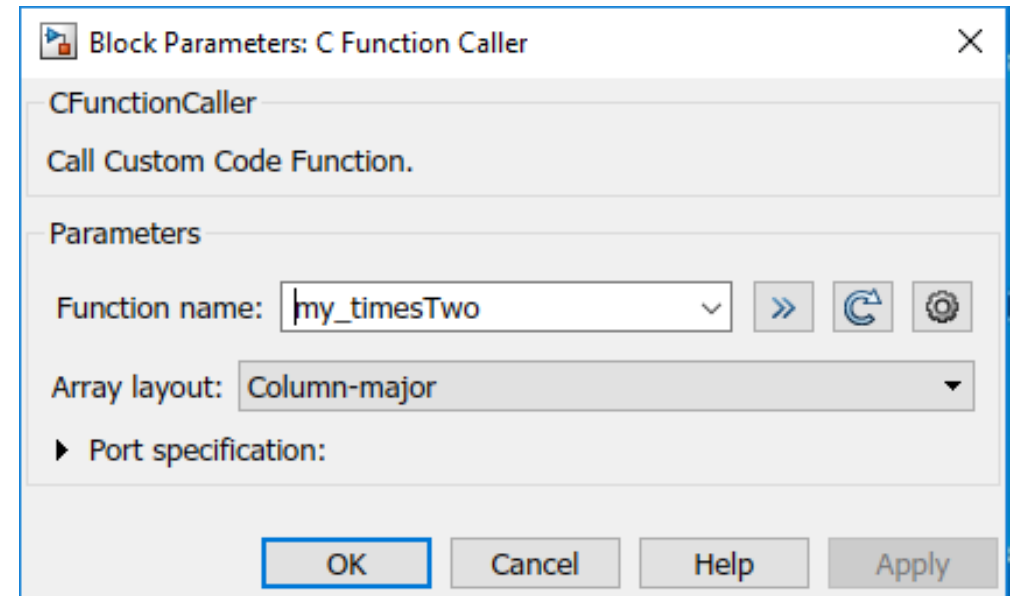 Block Parameters: C Function Caller
CFunctionCaller
Call Custom Code Function.
Parameters
Function name: my_timesTwo
Array layout: Column-major
Port specification:
OK Cancel Help Apply